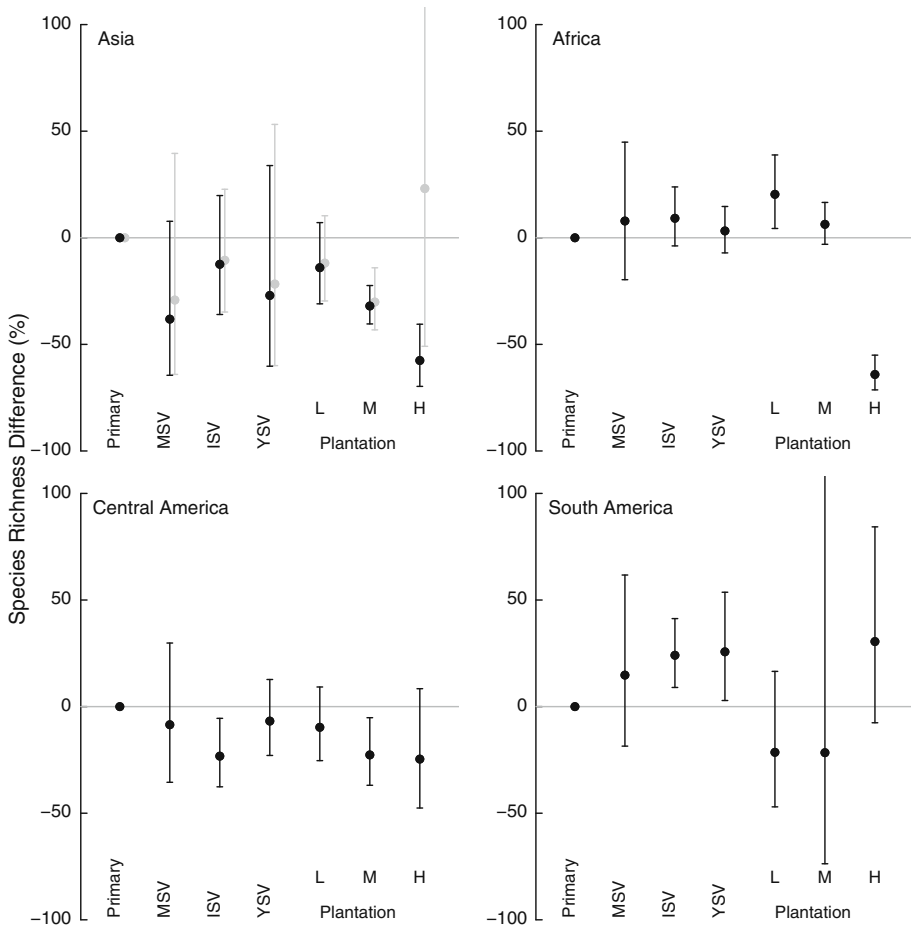 Species Richness Difference (%)
Asia
100
50
0
−50
−100
Primary
MSV
ISV
YSV
L M H
Plantation
Africa
100
50
0
−50
−100
Primary
MSV
ISV
YSV
L M H
Plantation
Central America
100
50
0
−50
−100
Primary
MSV
ISV
YSV
L M H
Plantation
South America
100
50
0
−50
−100
Primary
MSV
ISV
YSV
L M H
Plantation